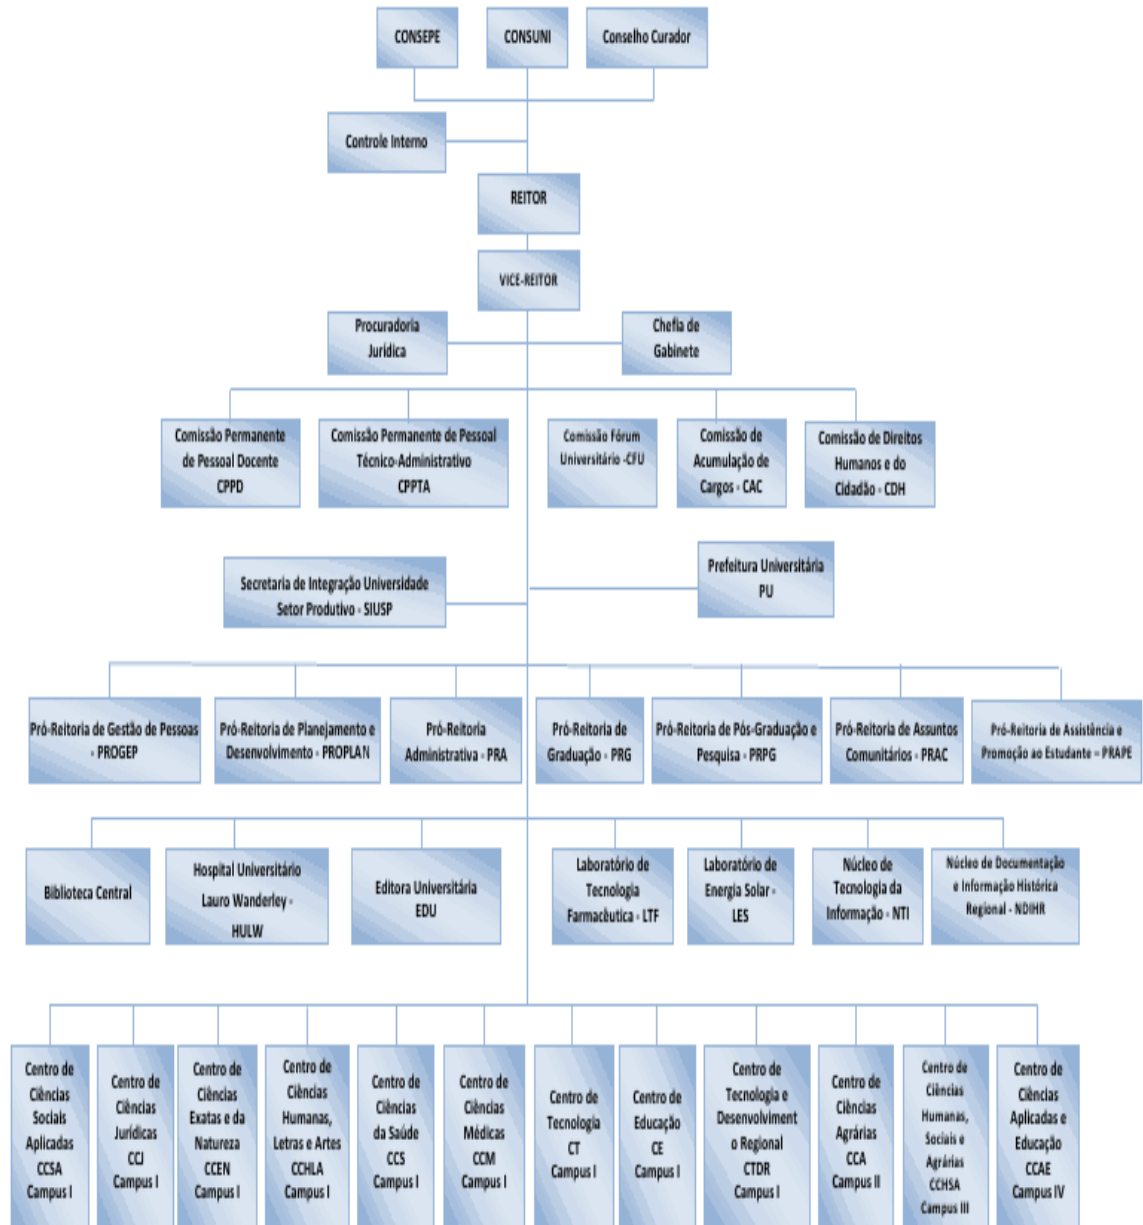 CONSEPE
CONSUNI
Conselho Curador
Controle Interno
REITOR
VICE-REITOR
Procuradoria
Jurídica
Chefia de
Gabinete
Comissão Permanente
de Pessoal Docente
CPPD
Comissão Permanente de Pessoal
Técnico-Administrativo
CPPTA
Comissão Fórum
Universitário -CFU
Comissão de
Acumulação de
Cargos - CAC
Comissão de Direitos
Humanos e do
Cidadão - CDH
Secretaria de Integração Universidade
Setor Produtivo - SIUSP
Prefeitura Universitária
PU
Pró-Reitoria de Gestão de Pessoas
- PROGEP
Pró-Reitoria de Planejamento e
Desenvolvimento - PROPLAN
Pró-Reitoria
Administrativa - PRA
Pró-Reitoria de
Graduação - PRG
Pró-Reitoria de Pós-Graduação e
Pesquisa - PRPG
Pró-Reitoria de Assuntos
Comunitários - PRAC
Pró-Reitoria de Assistência e
Promoção ao Estudante – PRAPE
Biblioteca Central
Hospital Universitário
Lauro Wanderley -
HULW
Editora Universitária
EDU
Laboratório de
Tecnologia
Farmacêutica - LTF
Laboratório de
Energia Solar -
LES
Núcleo de
Tecnologia da
Informação - NTI
Núcleo de Documentação
e Informação Histórica
Regional - NDIHR
Centro de
Ciências
Sociais
Aplicadas
CCSA
Campus I
Centro de
Ciências
Jurídicas
CCJ
Campus I
Centro de
Ciências
Exatas e da
Natureza
CCEN
Campus I
Centro de
Ciências
Humanas,
Letras e Artes
CCHLA
Campus I
Centro de
Ciências
da Saúde
CCS
Campus I
Centro de
Ciências
Médicas
CCM
Campus I
Centro de
Tecnologia
CT
Campus I
Centro de
Educação
CE
Campus I
Centro de
Tecnologia e
Desenvolviment
o Regional
CTDR
Campus I
Centro de
Ciências
Agrárias
CCA
Campus II
Centro de
Ciências
Humanas,
Sociais e
Agrárias
CCHSA
Campus III
Centro de
Ciências
Aplicadas e
Educação
CCAE
Campus IV